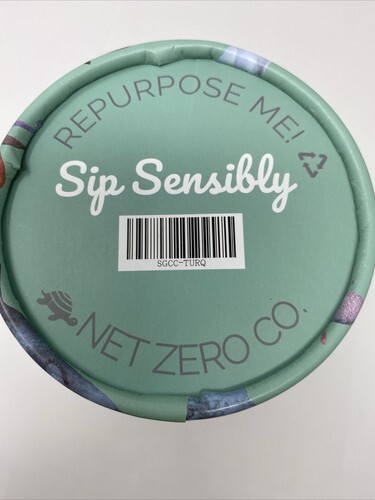 REPURPOSE ME!
Sip Sensibly
SGCC-TURQ
NET ZERO CO.